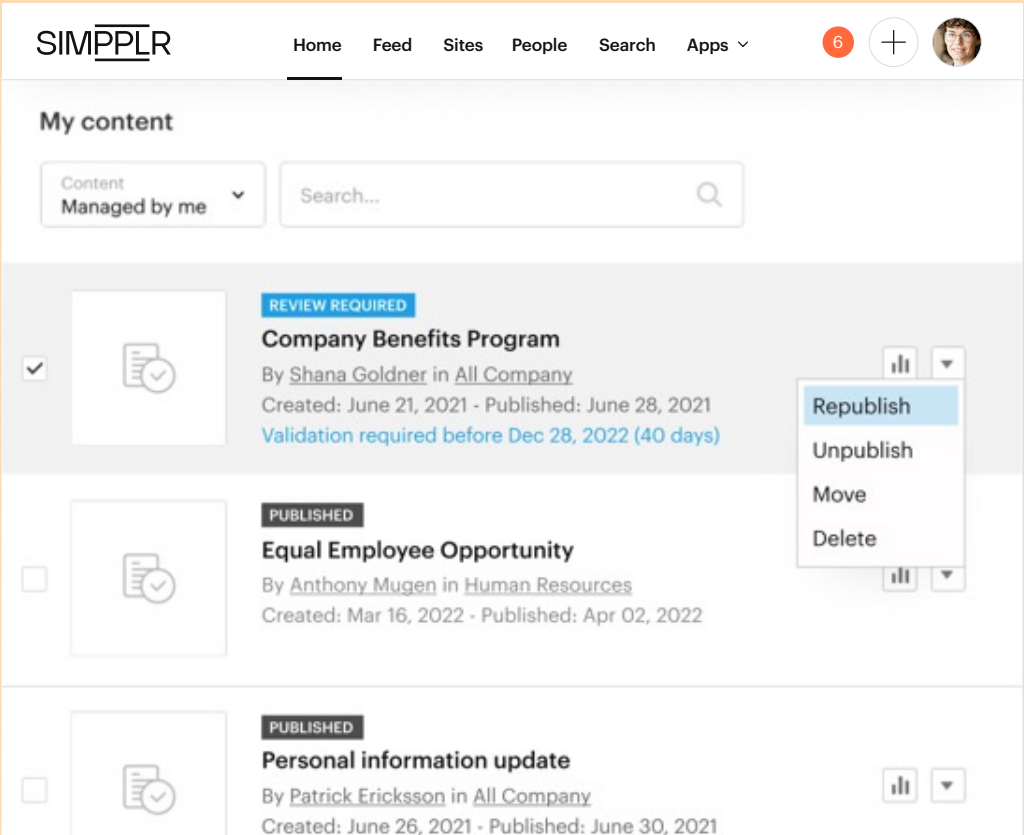 SIMPPLR
Home Feed Sites People Search Apps
6
My content
Content
Managed by me
Search...
REVIEW REQUIRED
Company Benefits Program
By Shana Goldner in All Company
Created: June 21, 2021 - Published: June 28, 2021
Validation required before Dec 28, 2022 (40 days)
Republish
Unpublish
Move
Delete
PUBLISHED
Equal Employee Opportunity
By Anthony Mugen in Human Resources
Created: Mar 16, 2022 - Published: Apr 02, 2022
PUBLISHED
Personal information update
By Patrick Ericksson in All Company
Created: June 26, 2021 - Published: June 30, 2021